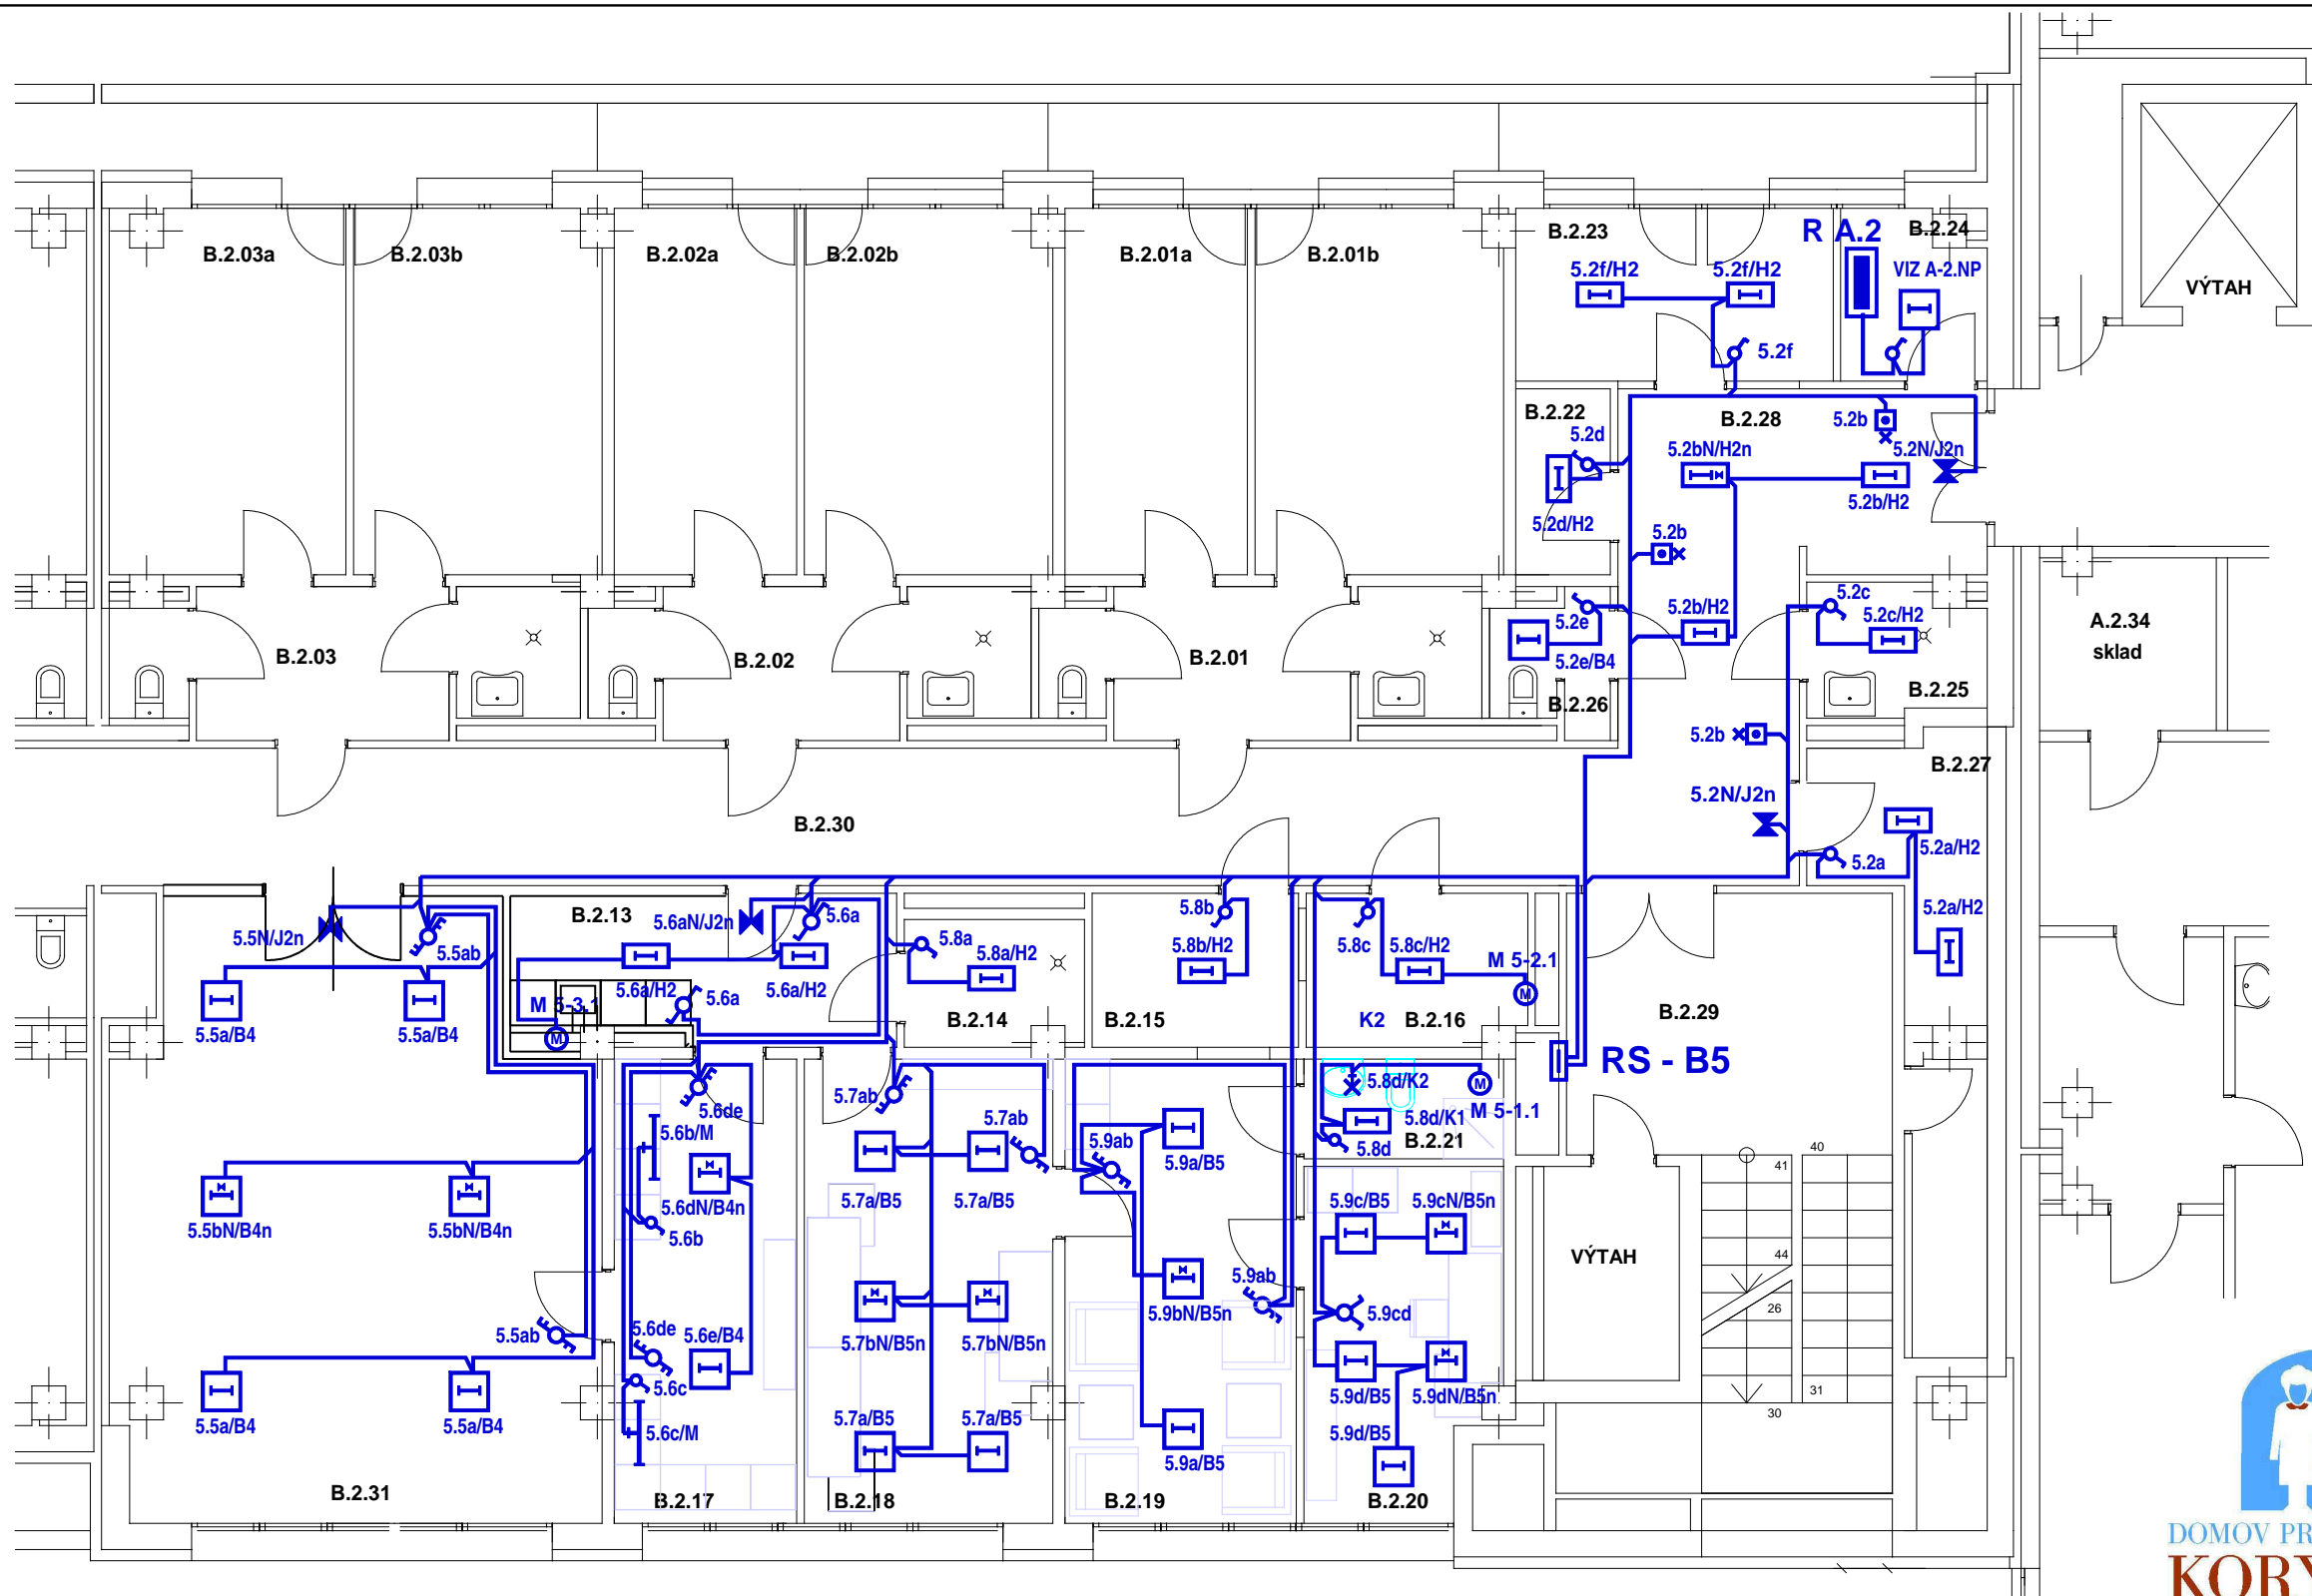 B.2.23
R A.2
B.2.24
B.2.03a
B.2.03b
B.2.02a
B.2.02b
B.2.01a
B.2.01b
5.2f/H2
5.2f/H2
VIZ A-2.NP
VÝTAH
5.2f
B.2.22
5.2d
B.2.28
5.2b
5.2bN/H2n
5.2N/J2n
5.2b/H2
5.2d/H2
5.2b
5.2c
5.2b/H2
5.2c/H2
5.2e
5.2e/B4
A.2.34
sklad
B.2.03
B.2.02
B.2.01
B.2.25
B.2.26
5.2b
B.2.27
5.2N/J2n
B.2.30
5.2a/H2
5.2a
B.2.13
5.6aN/J2n
5.6a
5.8b
5.2a/H2
5.5N/J2n
5.5ab
5.8a
5.8a/H2
5.8b/H2
5.8c
5.8c/H2
M 5-2.1
M
5.6a/H2
5.6a/H2
5.6a
M 5-3.1
M
5.5a/B4
5.5a/B4
B.2.14
B.2.15
K2
B.2.16
B.2.29
RS - B5
5.8d/K2
M
M 5-1.1
5.7ab
5.6de
5.6b/M
5.7ab
5.9ab
5.8d/K1
B.2.21
5.8d
5.9a/B5
40
41
5.6dN/B4n
5.7a/B5
5.7a/B5
5.9c/B5
5.9cN/B5n
5.5bN/B4n
5.5bN/B4n
5.6b
44
VÝTAH
5.9ab
26
5.9bN/B5n
5.9cd
5.5ab
5.6de
5.6e/B4
5.7bN/B5n
5.7bN/B5n
5.6c
5.9d/B5
5.9dN/B5n
31
30
5.5a/B4
5.5a/B4
5.6c/M
5.7a/B5
5.7a/B5
5.9d/B5
5.9a/B5
B.2.31
B.2.17
B.2.18
B.2.19
B.2.20
DOMOV PR
KORY